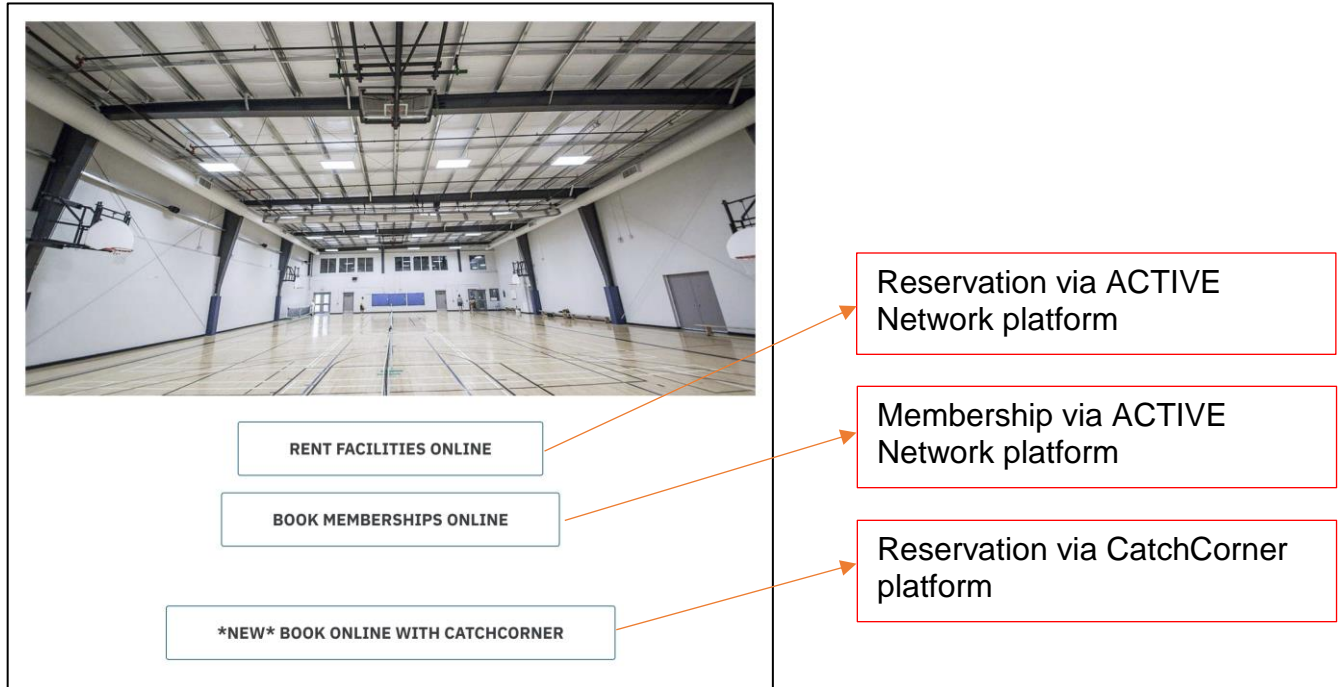 RENT FACILITIES ONLINE
BOOK MEMBERSHIPS ONLINE
*NEW* BOOK ONLINE WITH CATCHCORNER
Reservation via ACTIVE
Network platform
Membership via ACTIVE
Network platform
Reservation via CatchCorner
platform